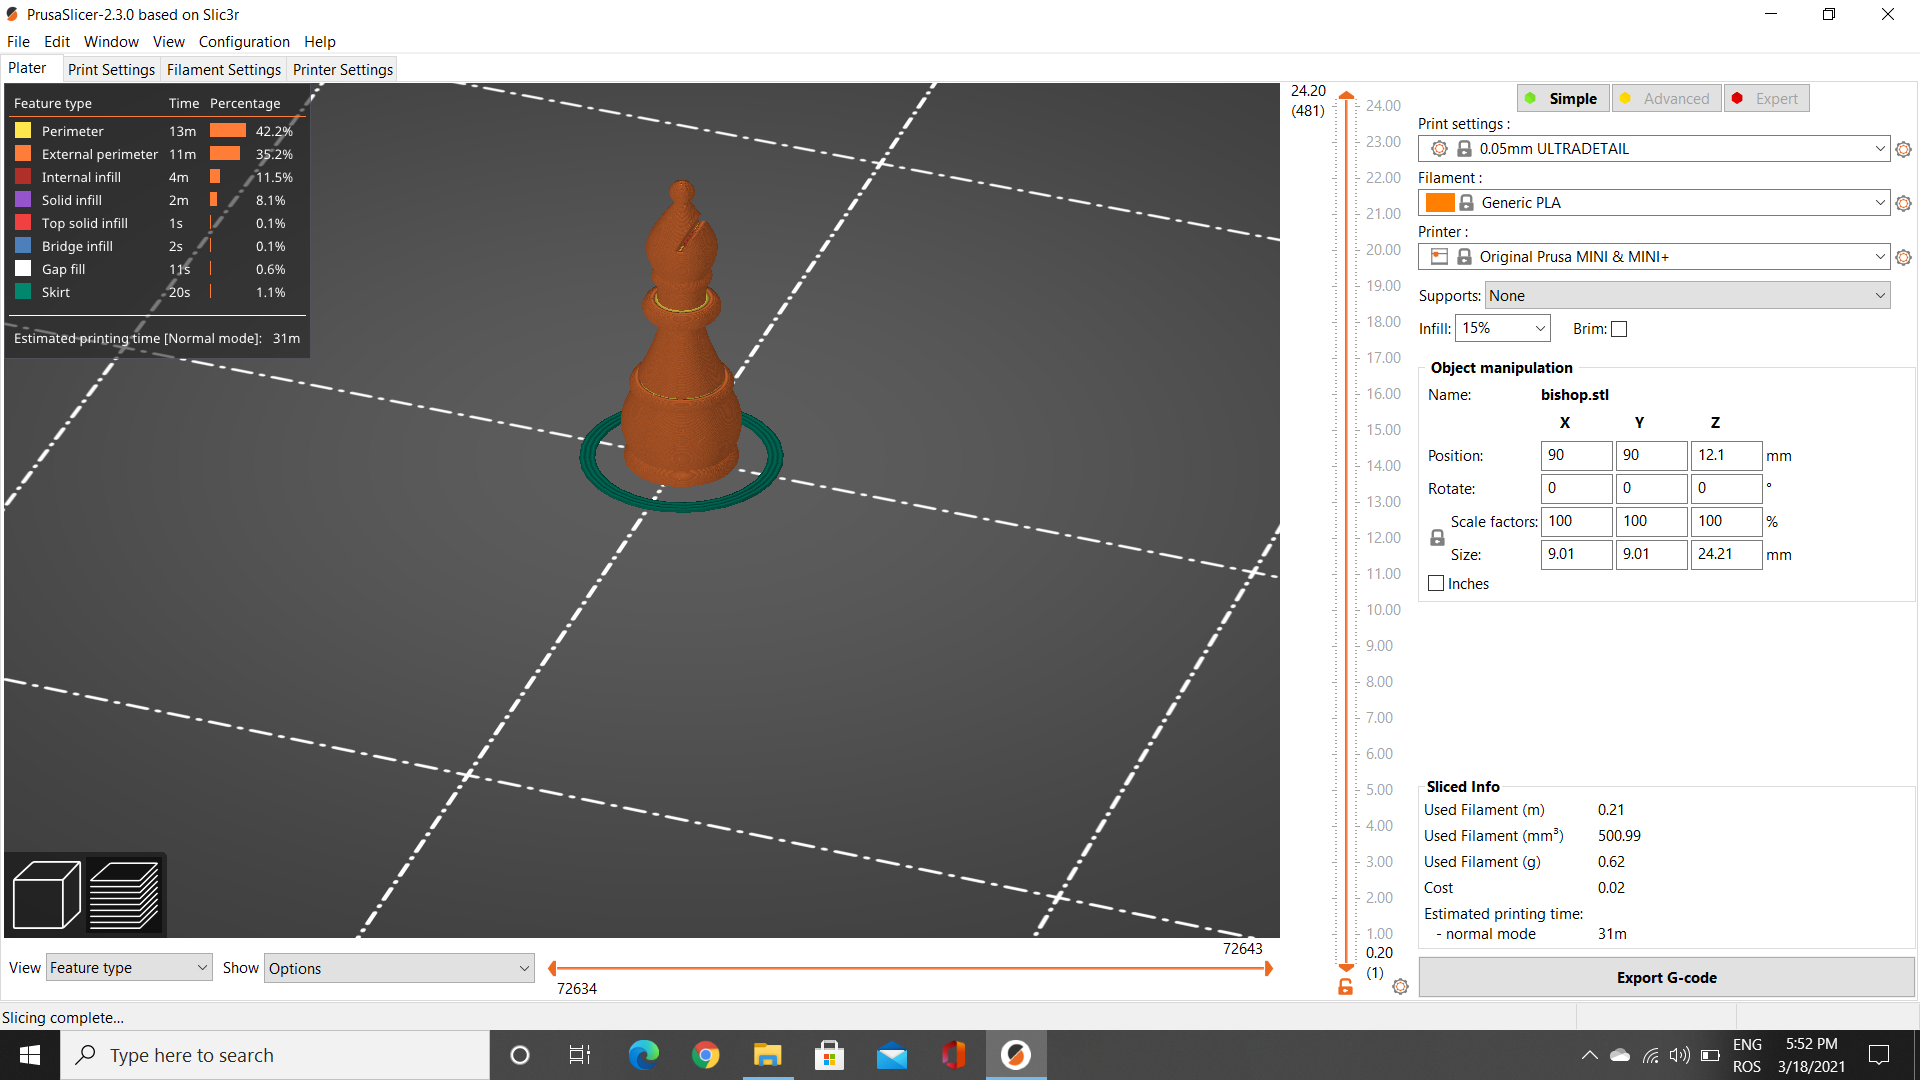 PrusaSlicer-2.3.0 based on Slic3r
File Edit Window View Configuration Help
Plater Print Settings Filament Settings Printer Settings
Feature type Time Percentage
Perimeter 13m 42.2%
External perimeter 11m 35.2%
Internal infill 4m 11.5%
Solid infill 2m 8.1%
Top solid infill 1s 0.1%
Bridge infill 2s 0.1%
Gap fill 11s 0.6%
Skirt 20s 1.1%
Estimated printing time [Normal mode]: 31m
24.20
(481)
24.00
23.00
22.00
21.00
20.00
19.00
18.00
17.00
16.00
15.00
14.00
13.00
12.00
11.00
10.00
9.00
8.00
7.00
6.00
5.00
4.00
3.00
2.00
1.00
0.20
(1)
Simple Advanced Expert
Print settings :
0.05mm ULTRADETAIL
Filament :
Generic PLA
Printer :
Original Prusa MINI & MINI+
Supports: None
Infill: 15% Brim:
Object manipulation
Name: bishop.stl
X Y Z
Position: 90 90 12.1 mm
Rotate: 0 0 0 °
Scale factors: 100 100 100 %
Size: 9.01 9.01 24.21 mm
Inches
Sliced Info
Used Filament (m) 0.21
Used Filament (mm³) 500.99
Used Filament (g) 0.62
Cost 0.02
Estimated printing time:
- normal mode 31m
Export G-code
72643
View Feature type Show Options
72634
Slicing complete...
Type here to search
ENG
ROS
5:52 PM
3/18/2021